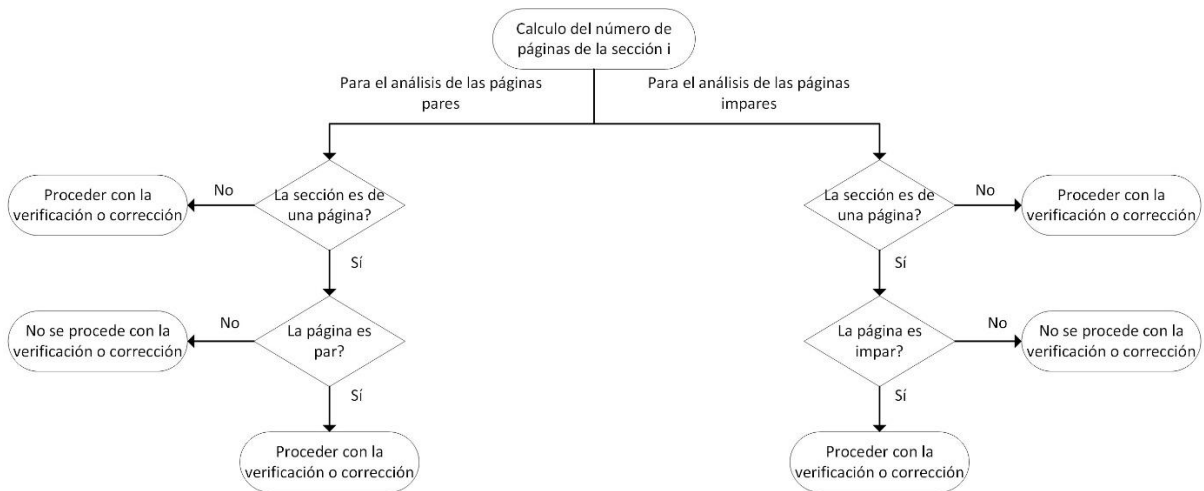 Calculo del número de
páginas de la sección i
Para el análisis de las páginas
pares
Para el análisis de las páginas
impares
Proceder con la
verificación o corrección
No
La sección es de
una página?
La sección es de
una página?
No
Proceder con la
verificación o corrección
Sí
Sí
No se procede con la
verificación o corrección
No
La página es
par?
La página es
impar?
No
No se procede con la
verificación o corrección
Sí
Sí
Proceder con la
verificación o corrección
Proceder con la
verificación o corrección